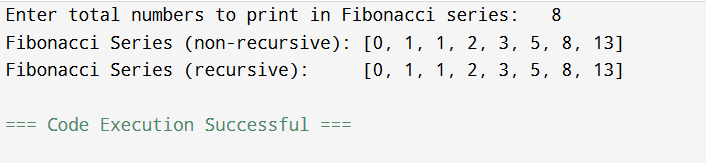 Enter total numbers to print in Fibonacci series:   8
Fibonacci Series (non-recursive): [0, 1, 1, 2, 3, 5, 8, 13]
Fibonacci Series (recursive):     [0, 1, 1, 2, 3, 5, 8, 13]
=== Code Execution Successful ===